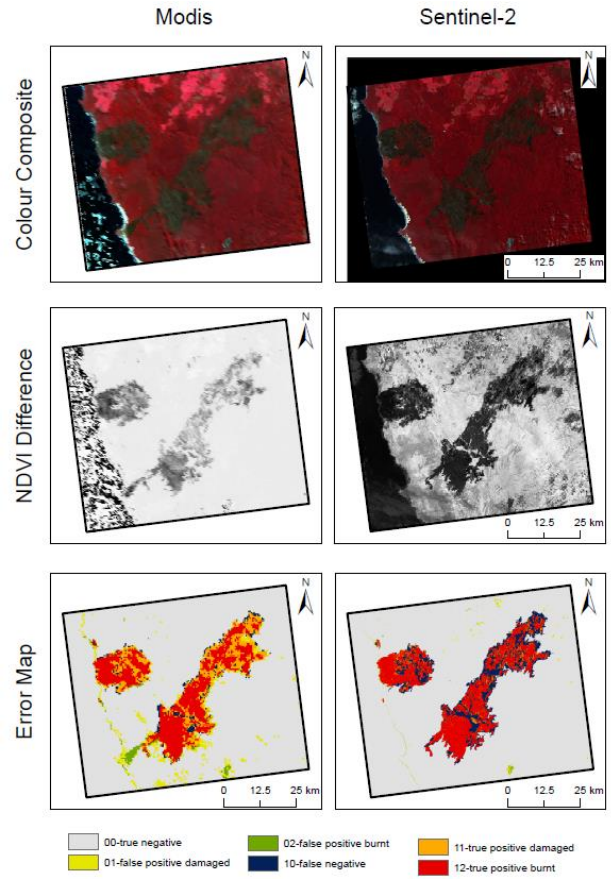 Modis Sentinel-2
Colour Composite
N
N
0 12.5 25 km
NDVI Difference
N
N
0 12.5 25 km
Error Map
N
N
0 12.5 25 km
0 12.5 25 km
00-true negative 02-false positive burnt 11-true positive damaged
01-false positive damaged 10-false negative 12-true positive burnt